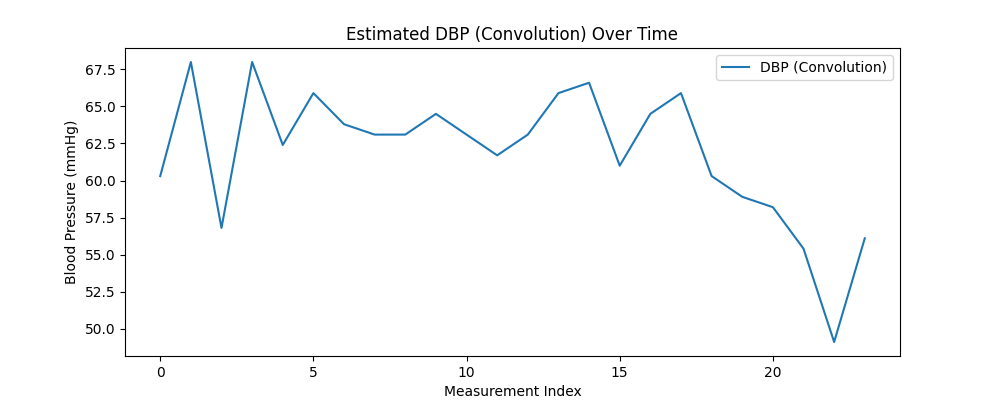 Estimated DBP (Convolution) Over Time
DBP (Convolution)
Blood Pressure (mmHg)
67.5
65.0
62.5
60.0
57.5
55.0
52.5
50.0
0 5 10 15 20
Measurement Index